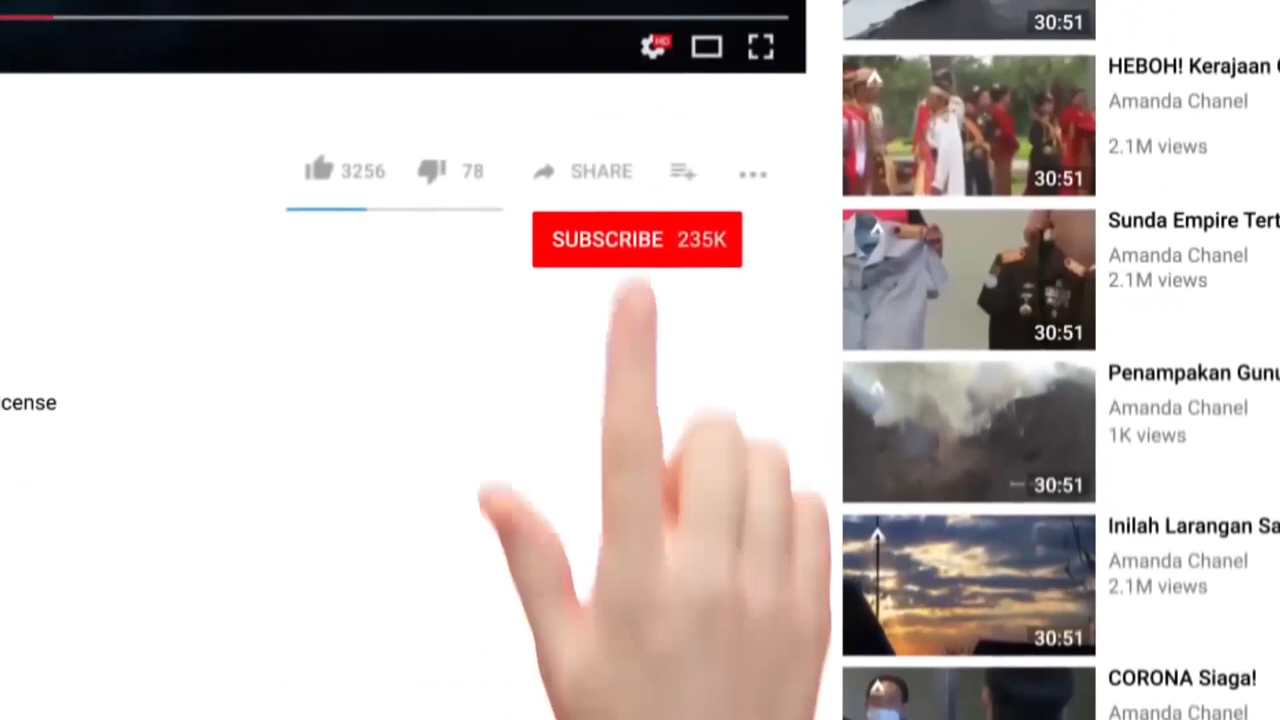 HD
3256 78 SHARE
SUBSCRIBE 235K
cense
30:51
HEBOH! Kerajaan
Amanda Chanel
2.1M views
30:51
Sunda Empire Tert
Amanda Chanel
2.1M views
30:51
Penampakan Gunu
Amanda Chanel
1K views
30:51
Inilah Larangan Sa
Amanda Chanel
2.1M views
30:51
CORONA Siaga!
Amanda Chanel